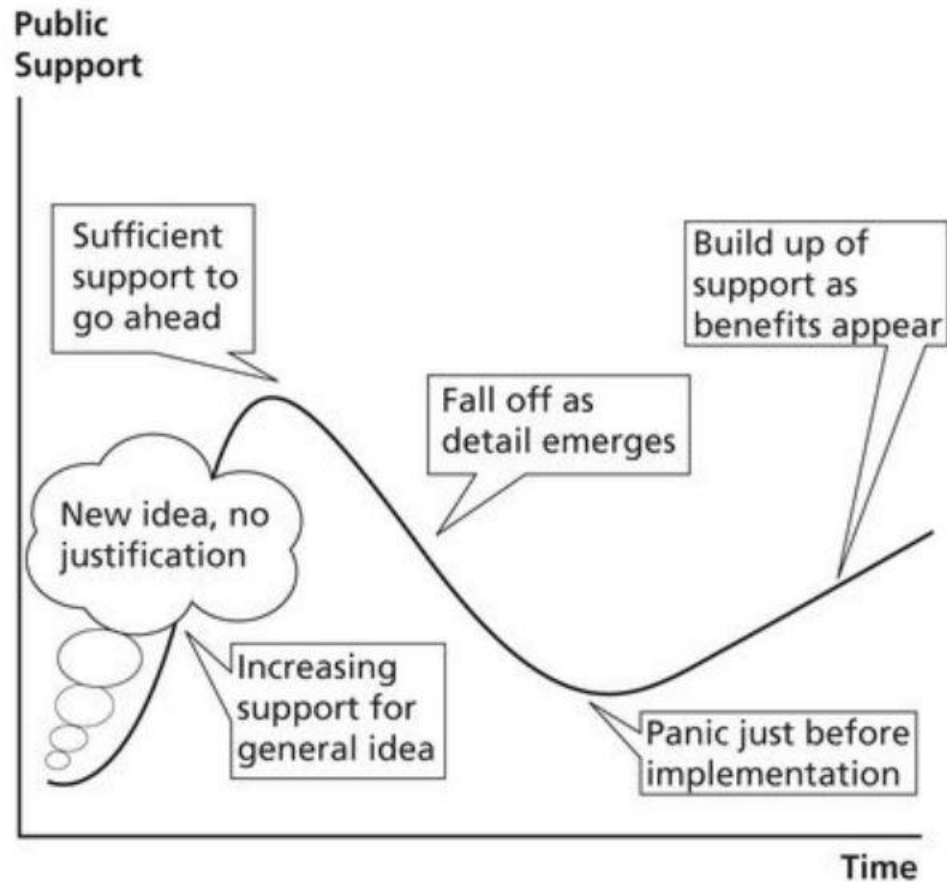 Public
Support
Sufficient
support to
go ahead
Build up of
support as
benefits appear
Fall off as
detail emerges
New idea, no
justification
Increasing
support for
general idea
Panic just before
implementation
Time